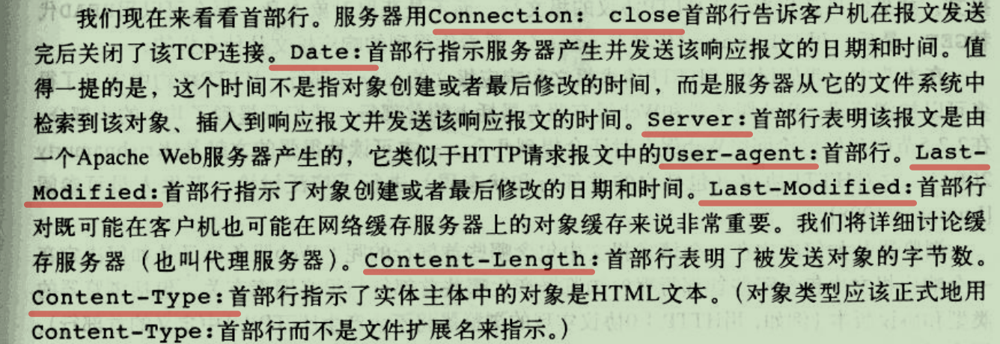 我们现在来看看首部行。服务器用Connection: close首部行告诉客户机在报文发送
完后关闭了该TCP连接。Date:首部行指示服务器产生并发送该响应报文的日期和时间。值
得一提的是，这个时间不是指对象创建或者最后修改的时间，而是服务器从它的文件系统中
检索到该对象、插入到响应报文并发送该响应报文的时间。Server:首部行表明该报文是由
一个Apache Web服务器产生的，它类似于HTTP请求报文中的User-agent:首部行。Last-
Modified:首部行指示了对象创建或者最后修改的日期和时间。Last-Modified:首部行
对既可能在客户机也可能在网络缓存服务器上的对象缓存来说非常重要。我们将详细讨论缓
存服务器（也叫代理服务器）。Content-Length:首部行表明了被发送对象的字节数。
Content-Type:首部行指示了实体主体中的对象是HTML文本。（对象类型应该正式地用
Content-Type:首部行而不是文件扩展名来指示。）